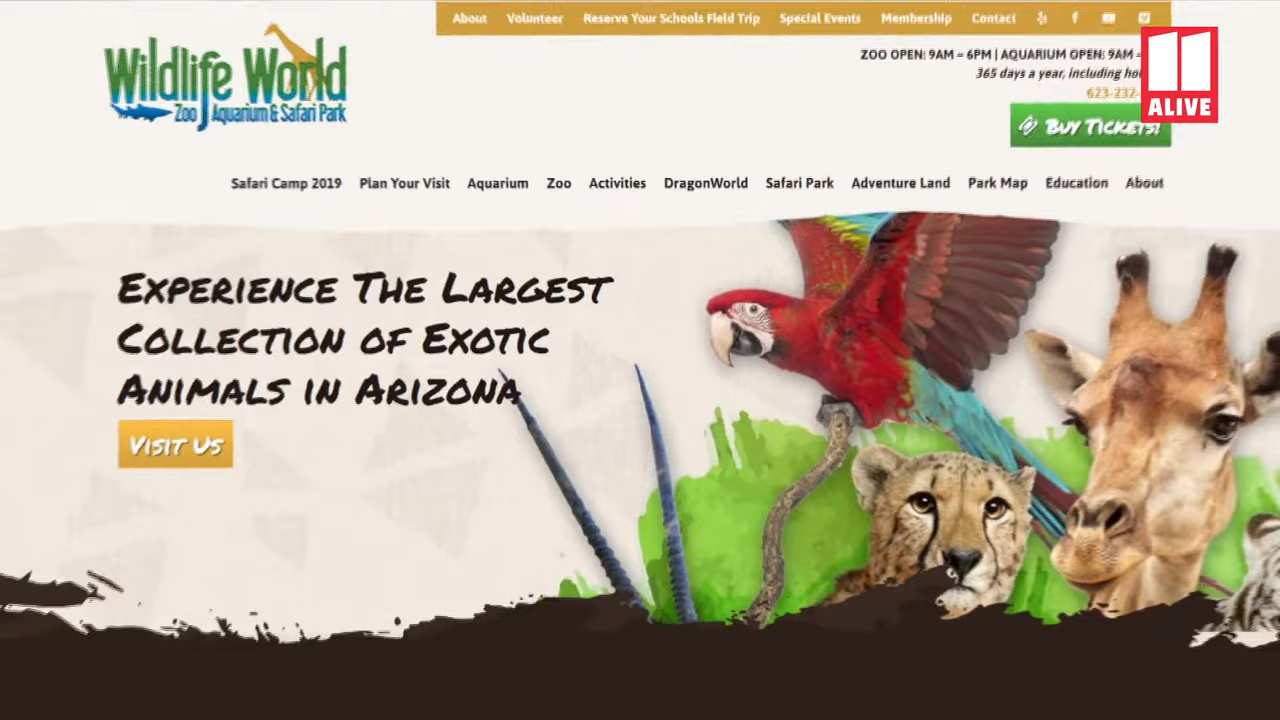 About Volunteer Reserve Your Schools Field Trip Special Events Membership Contact
Wildlife World
Zoo Aquarium & Safari Park
ZOO OPEN: 9AM – 6PM | AQUARIUM OPEN: 9AM
365 days a year, including
623-232-
11
ALIVE
Buy Tickets!
Safari Camp 2019 Plan Your Visit Aquarium Zoo Activities DragonWorld Safari Park Adventure Land Park Map Education About
Experience The Largest
Collection of Exotic
Animals in Arizona
Visit Us